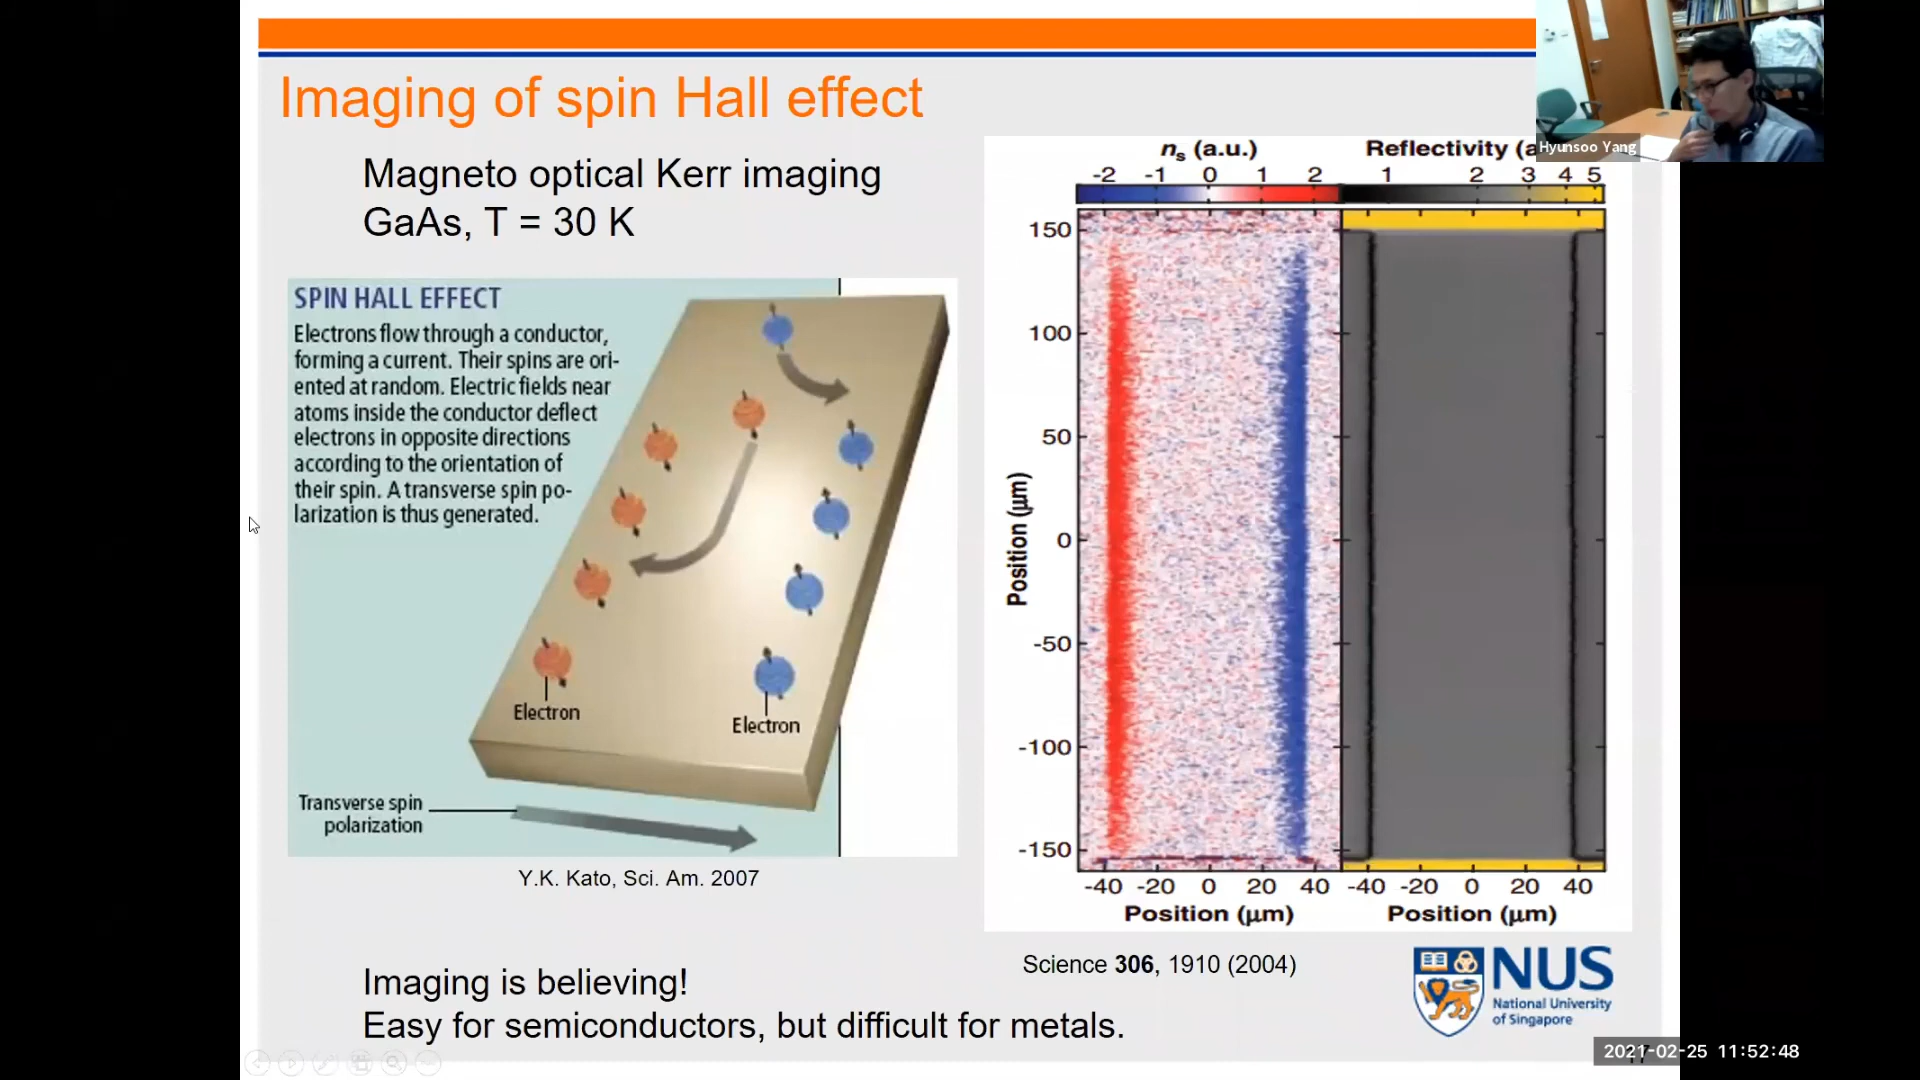 Imaging of spin Hall effect
Hyunsoo Yang
Magneto optical Kerr imaging
GaAs, T = 30 K
SPIN HALL EFFECT
Electrons flow through a conductor,
forming a current. Their spins are ori-
ented at random. Electric fields near
atoms inside the conductor deflect
electrons in opposite directions
according to the orientation of
their spin. A transverse spin po-
larization is thus generated.
Electron
Electron
Transverse spin
polarization
Y.K. Kato, Sci. Am. 2007
ns (a.u.)
Reflectivity (a
-2 -1 0 1 2
1 2 3 4 5
150
100
50
0
-50
-100
-150
Position (μm)
-40 -20 0 20 40
-40 -20 0 20 40
Position (μm)
Position (μm)
Science 306, 1910 (2004)
Imaging is believing!
Easy for semiconductors, but difficult for metals.
NUS
National University
of Singapore
2021-02-25 11:52:48